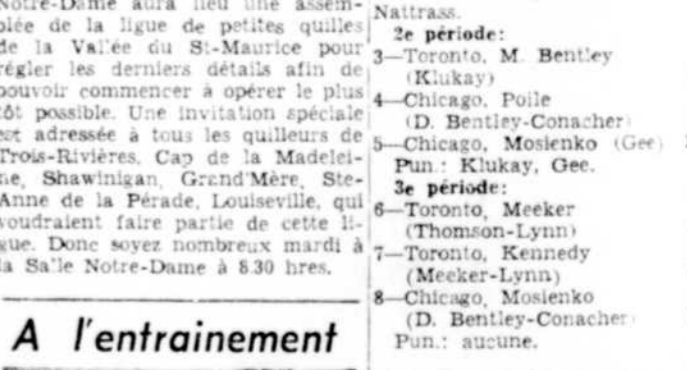 Notre-Dame aura lieu une assem-
blée de la ligue de petites quilles
de la Vallée du St-Maurice pour
régler les derniers détails afin de
pouvoir commencer à opérer le plus
tôt possible. Une invitation spéciale
est adressée à tous les quilleurs de
Trois-Rivières, Cap de la Madelei-
ne, Shawinigan, Grand'Mère, Ste-
Anne de la Pérade, Louiseville, qui
voudraient faire partie de cette li-
gue. Donc soyez nombreux mardi à
la Salle Notre-Dame à 8.30 hres.
A l'entrainement
Nattrass.
2e période:
3—Toronto, M. Bentley
(Klukay)
4—Chicago, Poile
(D. Bentley-Conacher)
5—Chicago, Mosienko (Gee)
Pun.: Klukay, Gee.
3e période:
6—Toronto, Meeker
(Thomson-Lynn)
7—Toronto, Kennedy
(Meeker-Lynn)
8—Chicago, Mosienko
(D. Bentley-Conacher)
Pun.: aucune.